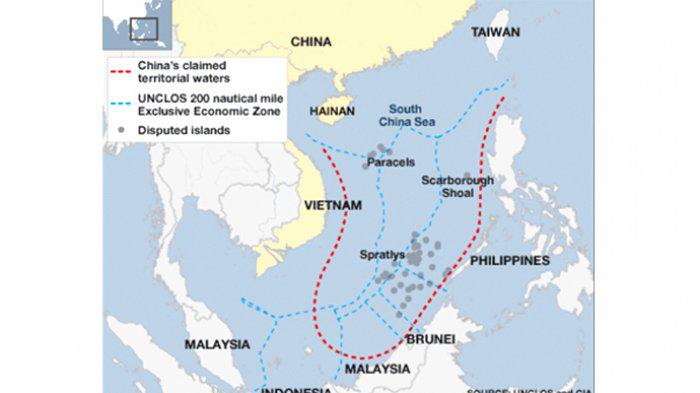 TAIWAN
CHINA
China's claimed
territorial waters
UNCLOS 200 nautical mile
Exclusive Economic Zone
Disputed islands
HAINAN
South
China Sea
Paracels
Scarborough
Shoal
VIETNAM
Spratlys
PHILIPPINES
MALAYSIA
BRUNEI
MALAYSIA
INDONESIA
SOURCE: UNCLOS and CIA